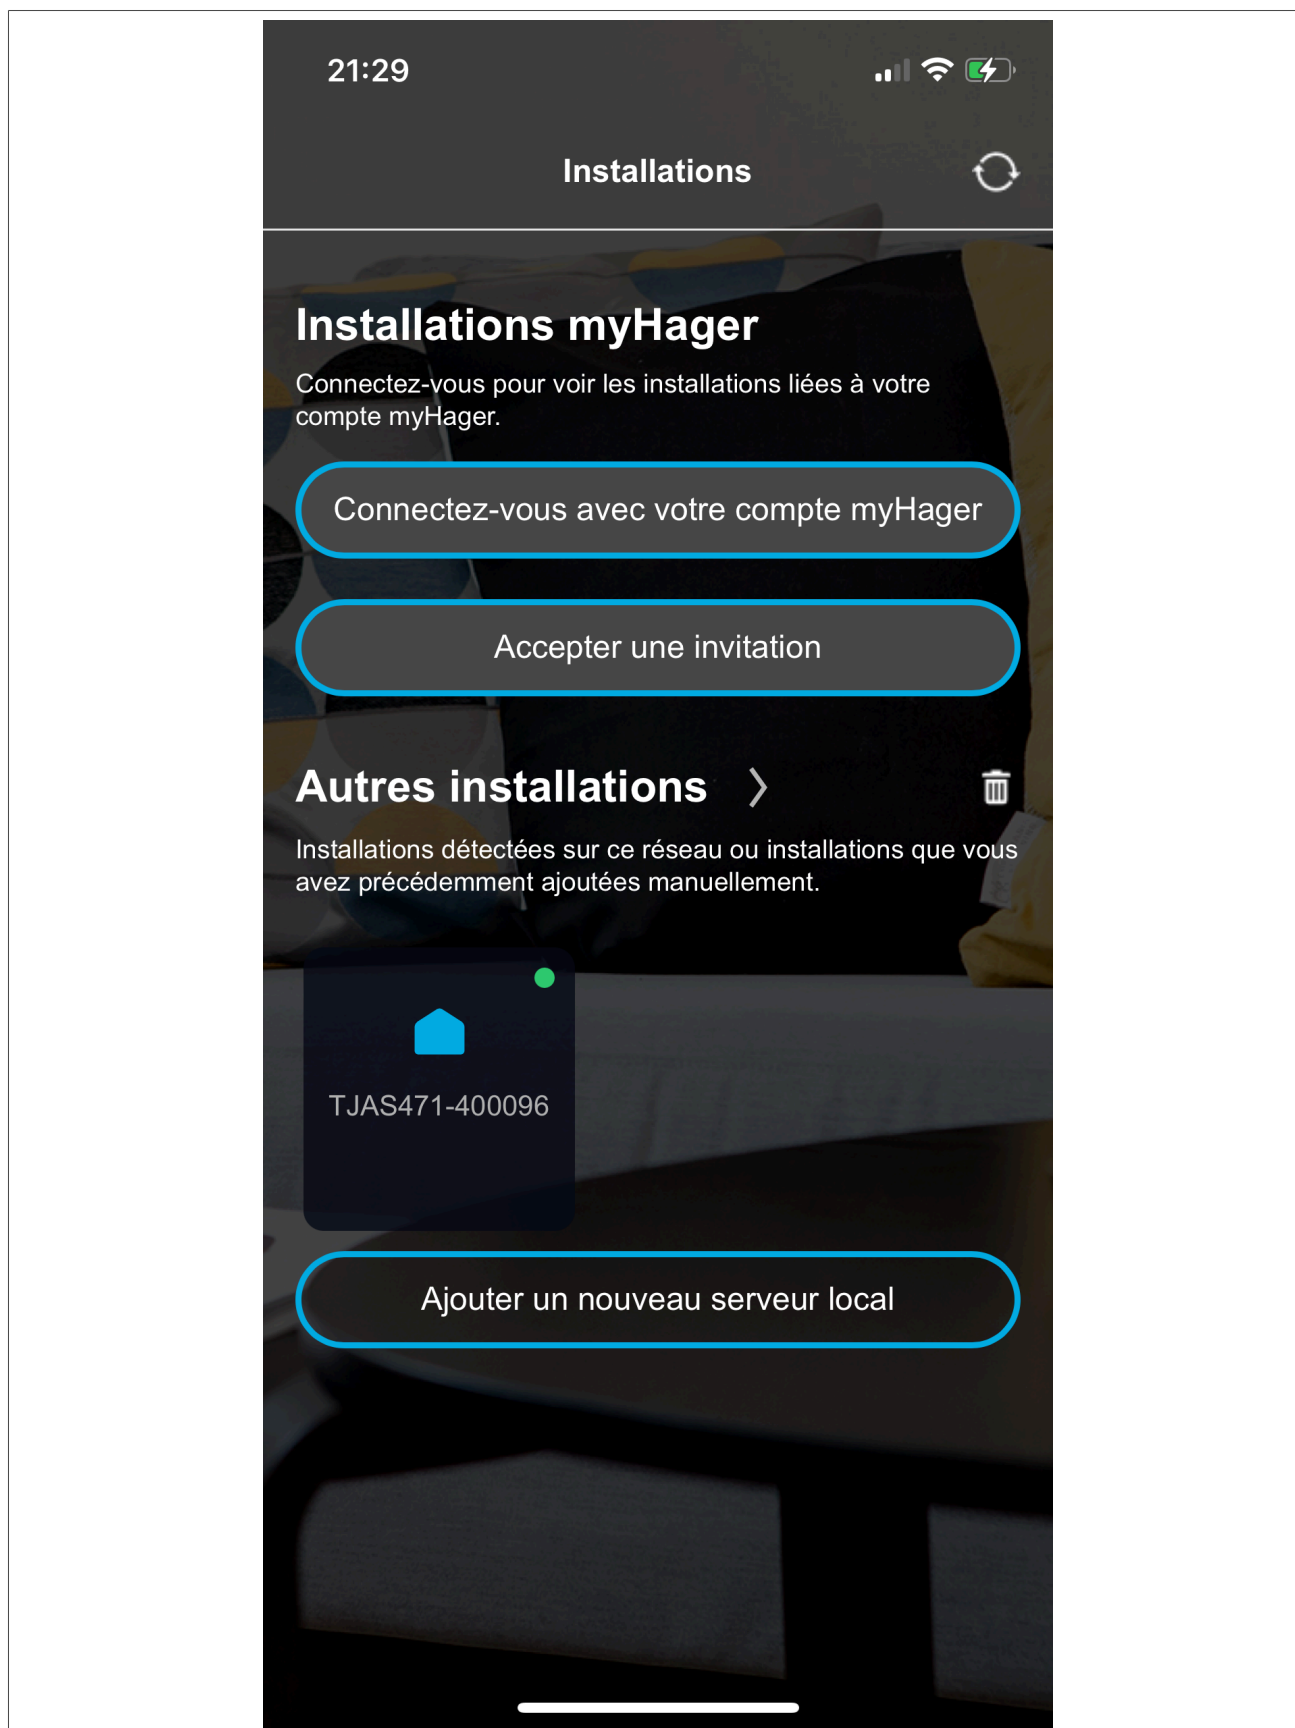 21:29
Installations
Installations myHager
Connectez-vous pour voir les installations liées à votre
compte myHager.
Connectez-vous avec votre compte myHager
Accepter une invitation
Autres installations
Installations détectées sur ce réseau ou installations que vous
avez précédemment ajoutées manuellement.
TJAS471-400096
Ajouter un nouveau serveur local